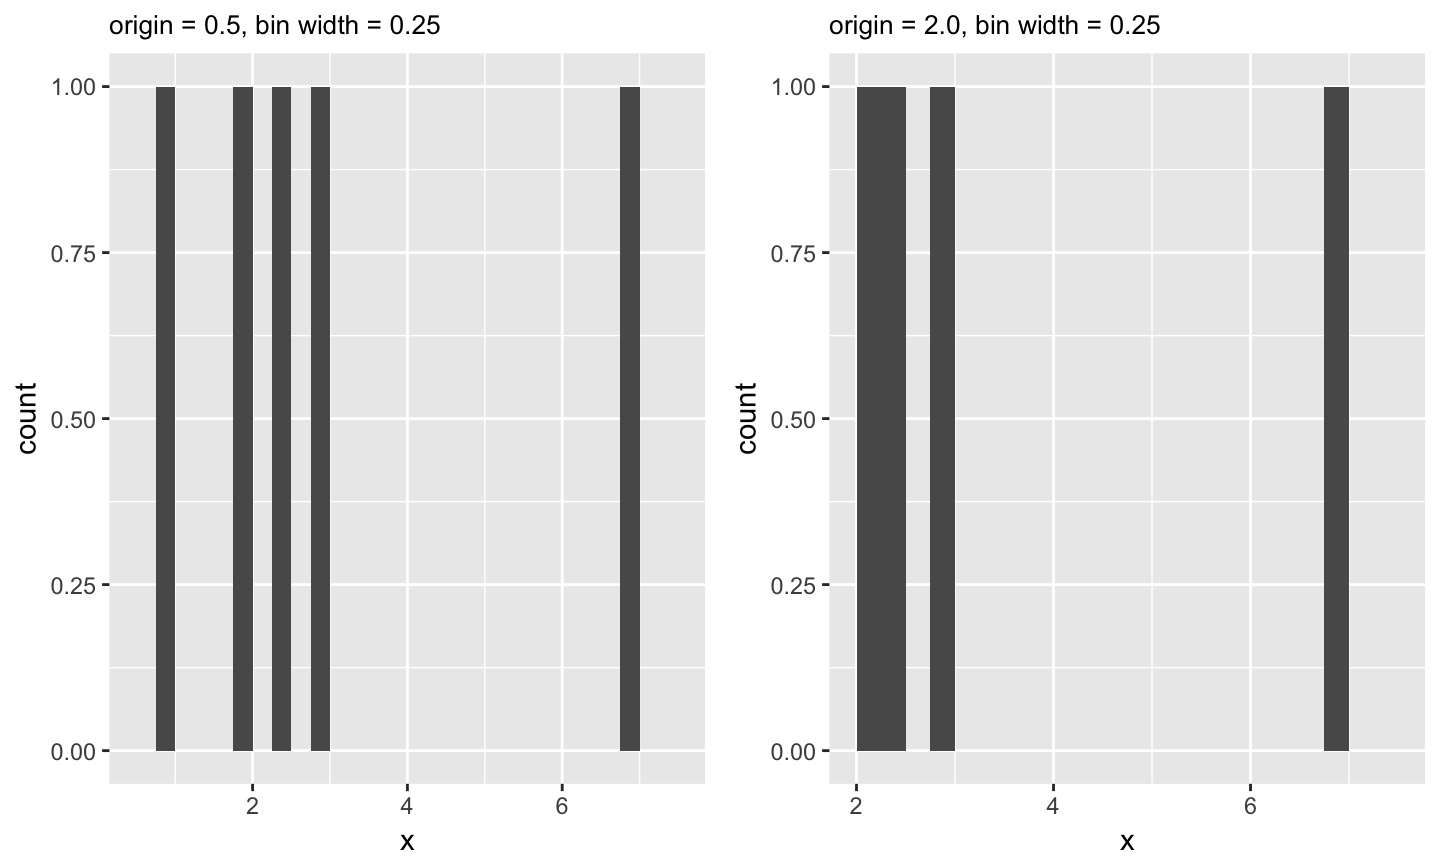 origin = 0.5, bin width = 0.25
1.00
0.75
0.50
0.25
0.00
count
2 4 6
x
origin = 2.0, bin width = 0.25
1.00
0.75
0.50
0.25
0.00
count
2 4 6
x